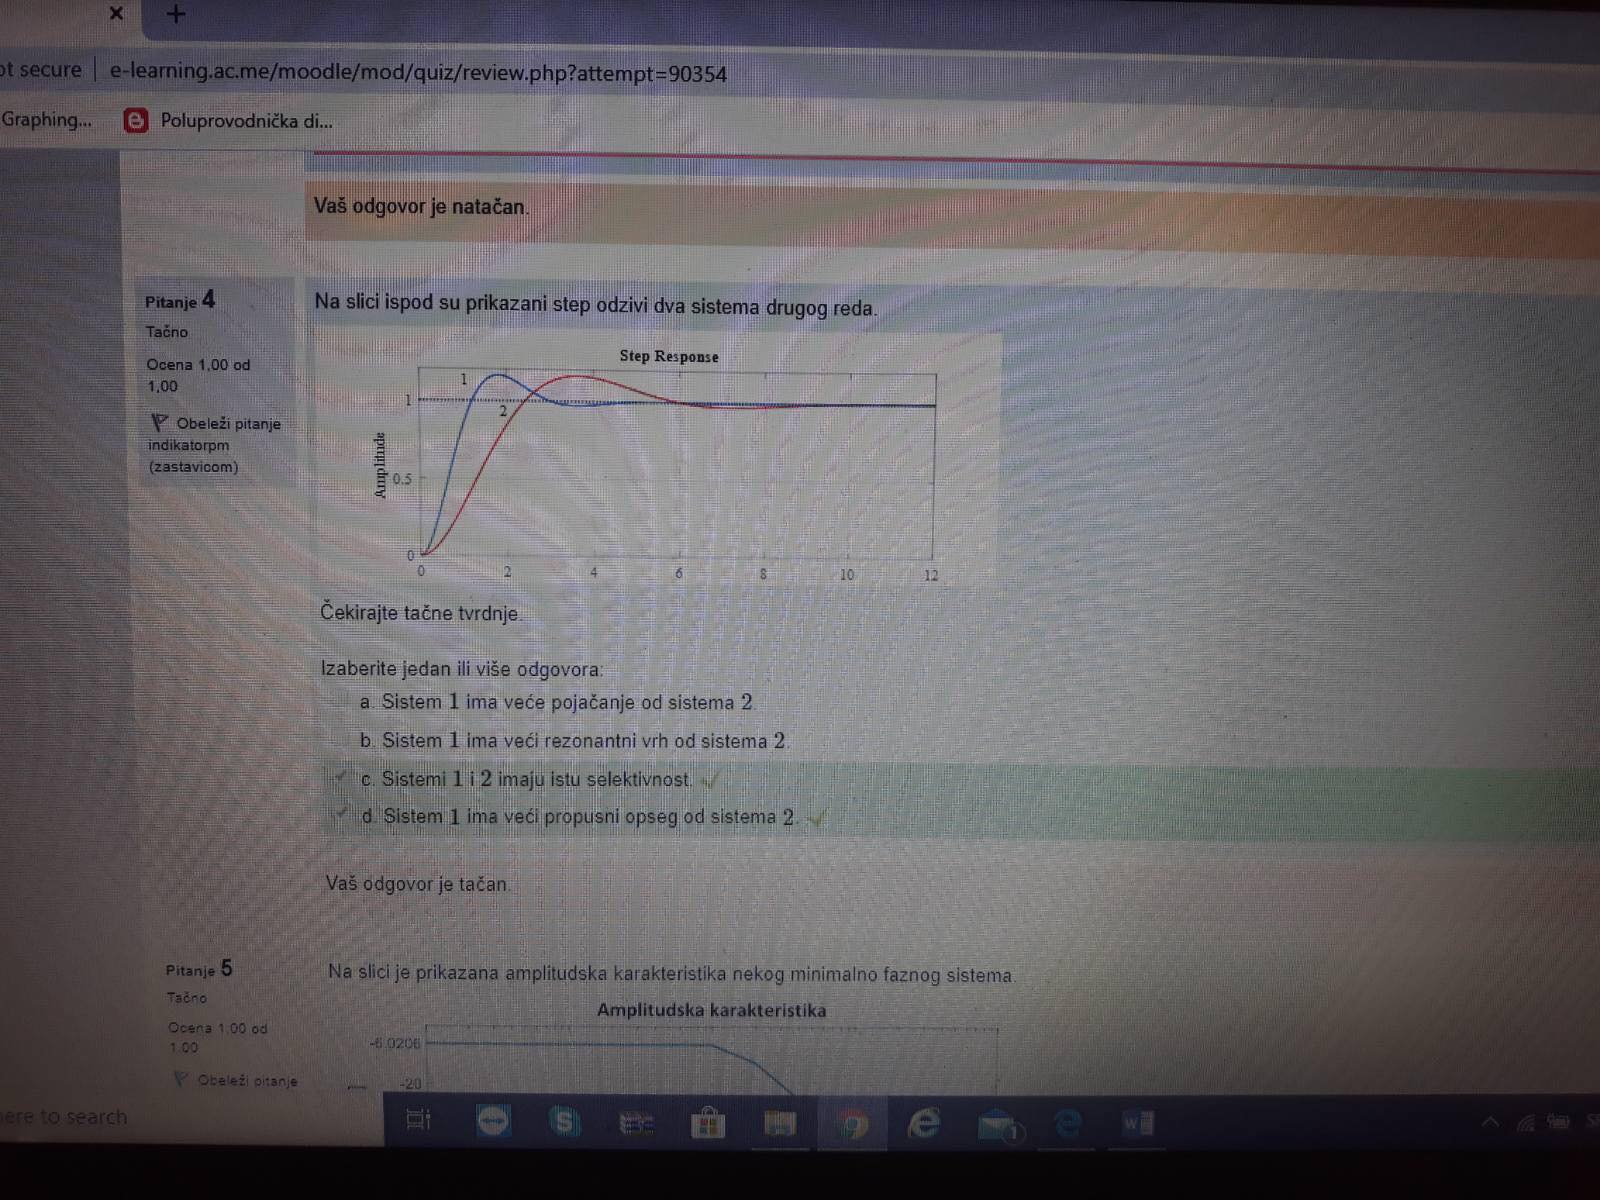 secure
e-learning.ac.me/moodle/mod/quiz/review.php?attempt=90354
Graphing...
Poluprovodnička di...
Vaš odgovor je natačan.
Pitanje 4
Tačno
Ocena 1,00 od
1,00
Obeleži pitanje
indikatorpm
(zastavicom)
Na slici ispod su prikazani step odzivi dva sistema drugog reda.
Step Response
Amplitude
1
0.5
0
1
2
0 2 4 6 8 10 12
Čekirajte tačne tvrdnje.
Izaberite jedan ili više odgovora:
a. Sistem 1 ima veće pojačanje od sistema 2.
b. Sistem 1 ima veći rezonantni vrh od sistema 2.
c. Sistemi 1 i 2 imaju istu selektivnost.
d. Sistem 1 ima veći propusni opseg od sistema 2.
Vaš odgovor je tačan.
Pitanje 5
Tačno
Ocena 1,00 od
1,00
Obeleži pitanje
Na slici je prikazana amplitudska karakteristika nekog minimalno faznog sistema.
Amplitudska karakteristika
-6.0206
-20
here to search
1